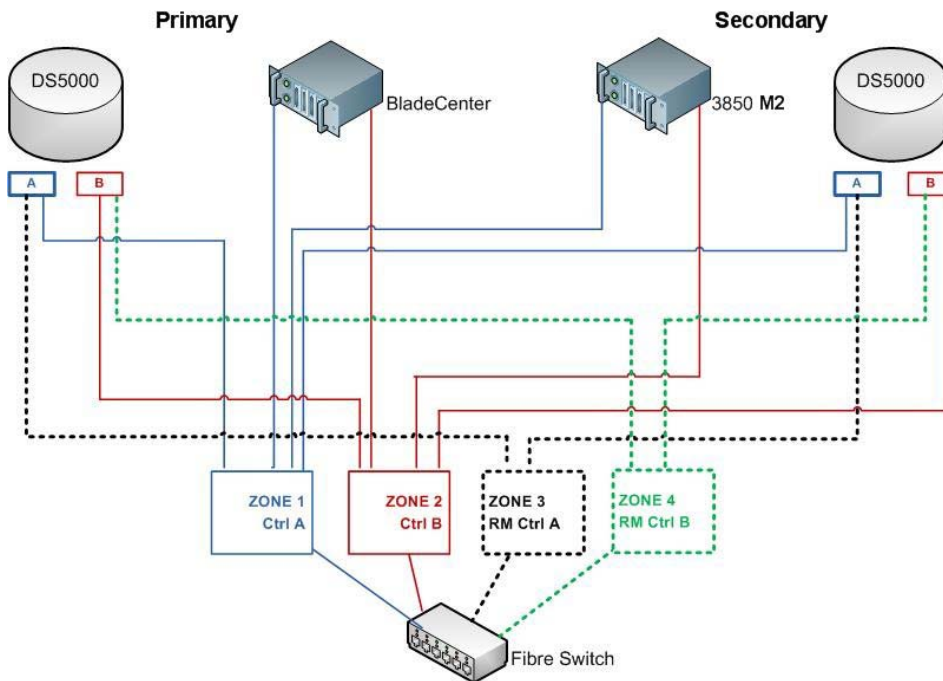 Primary
Secondary
DS5000
BladeCenter
3850 M2
DS5000
A
B
A
B
ZONE 1
Ctrl A
ZONE 2
Ctrl B
ZONE 3
RM Ctrl A
ZONE 4
RM Ctrl B
Fibre Switch